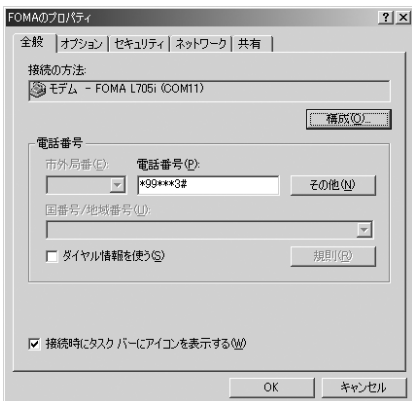 FOMAのプロパティ
全般 オプション セキュリティ ネットワーク 共有
接続の方法:
モデム - FOMA L705i (COM11)
構成(O)...
電話番号
市外局番(E): 電話番号(P):
*99***3# その他(N)
国番号/地域番号(U):
ダイヤル情報を使う(S) 規則(R)
接続時にタスク バーにアイコンを表示する(W)
OK キャンセル